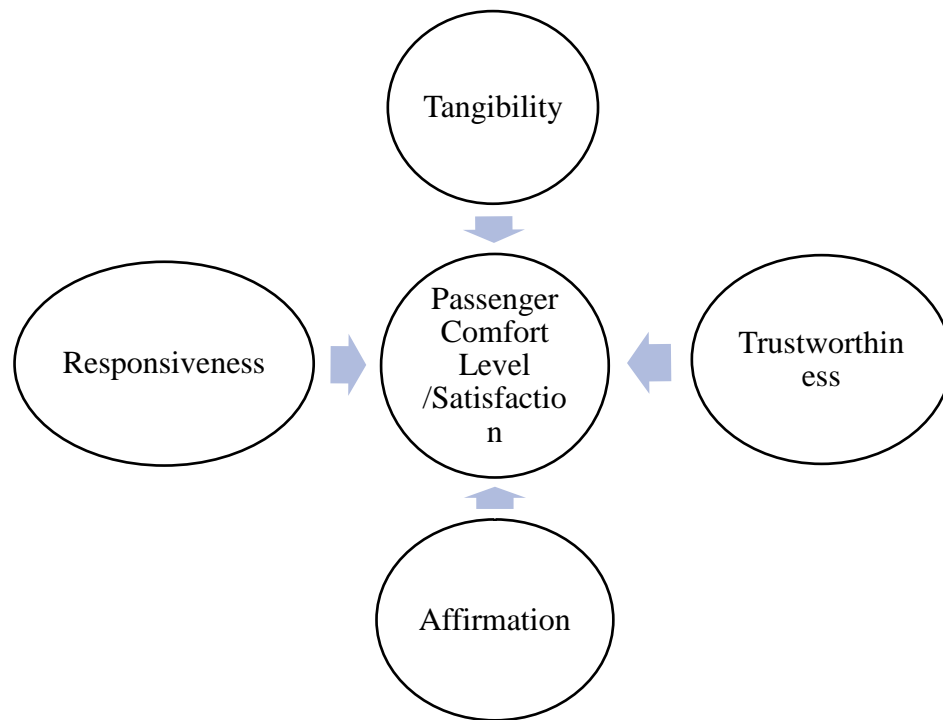 Tangibility
Responsiveness
Passenger
Comfort
Level
/Satisfactio
n
Trustworthin
ess
Affirmation